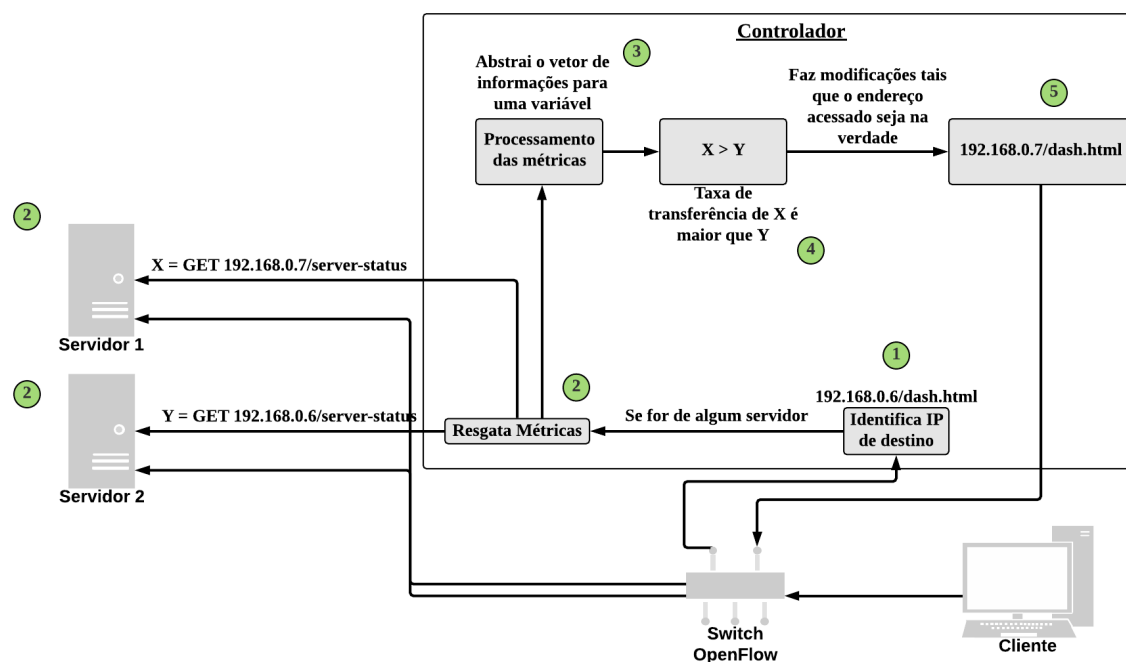 Controlador
3
Abstrai o vetor de
informações para
uma variável
Faz modificações tais
que o endereço
acessado seja na
verdade
5
Processamento
das métricas
X > Y
192.168.0.7/dash.html
Taxa de
transferência de X é
maior que Y
4
2
X = GET 192.168.0.7/server-status
Servidor 1
1
2
2
192.168.0.6/dash.html
Y = GET 192.168.0.6/server-status
Resgata Métricas
Se for de algum servidor
Identifica IP
de destino
Servidor 2
Switch
OpenFlow
Cliente